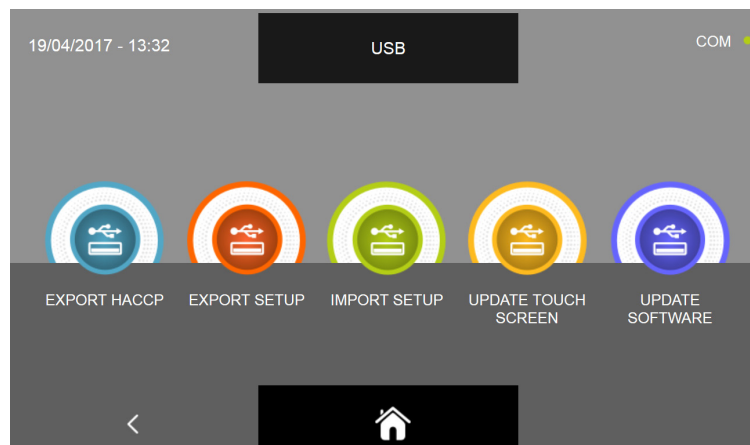 19/04/2017 - 13:32
USB
COM
EXPORT HACCP
EXPORT SETUP
IMPORT SETUP
UPDATE TOUCH
SCREEN
UPDATE
SOFTWARE